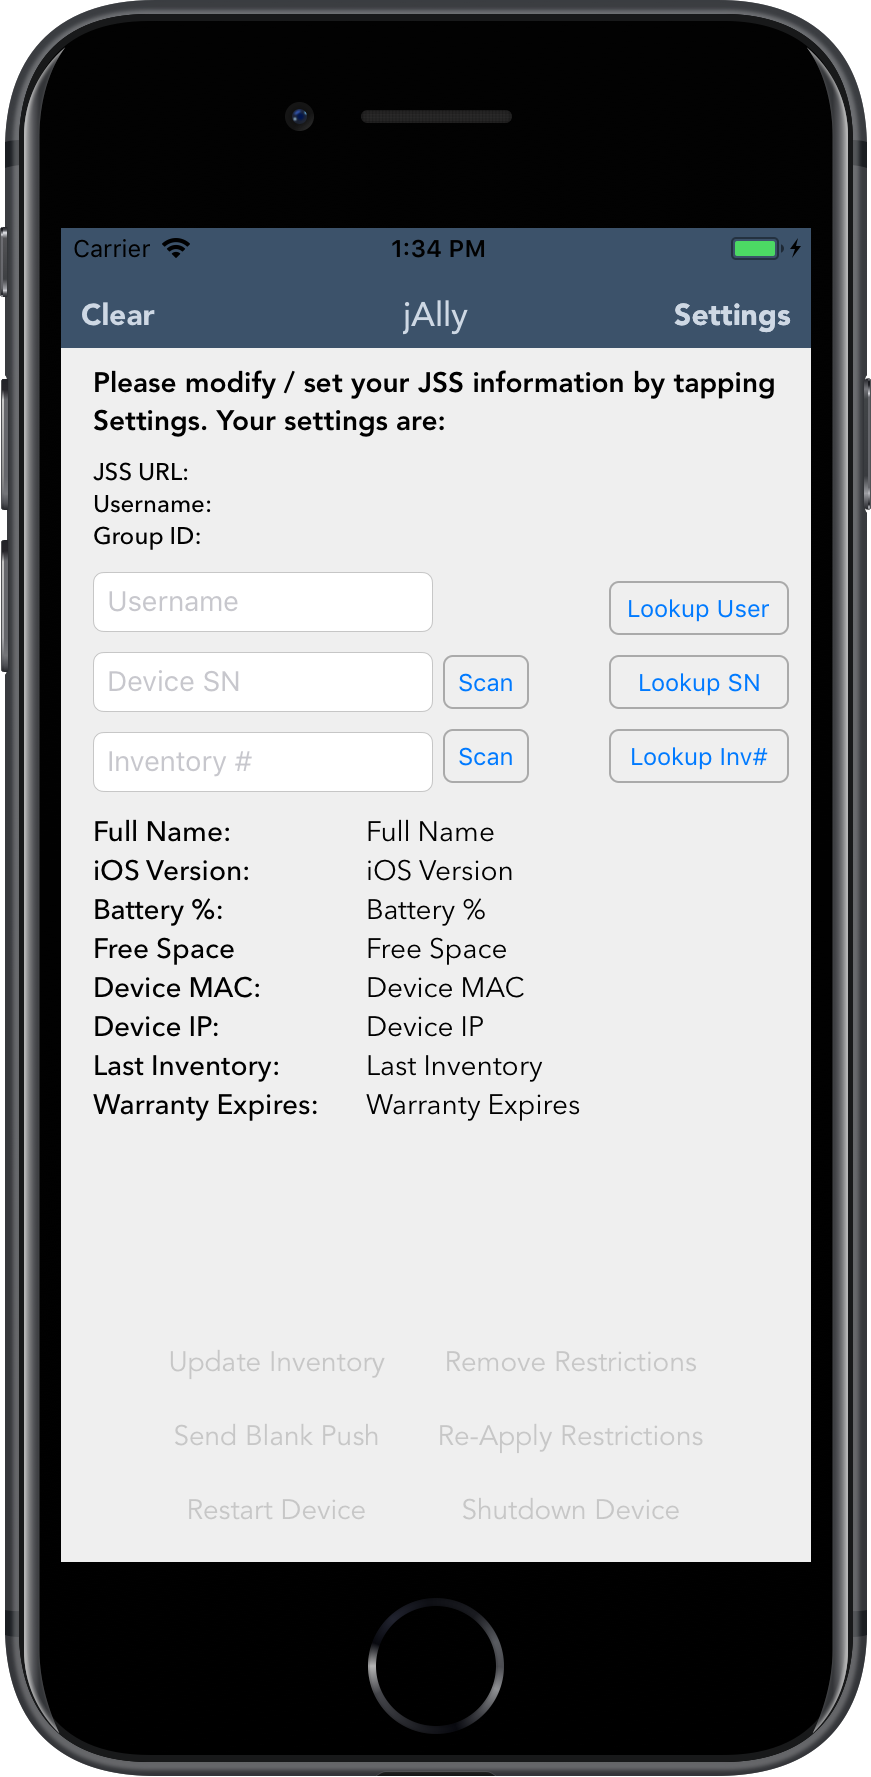 Carrier 1:34 PM
Clear jAlly Settings
Please modify / set your JSS information by tapping
Settings. Your settings are:
JSS URL:
Username:
Group ID:
Username Lookup User
Device SN Scan Lookup SN
Inventory # Scan Lookup Inv#
Full Name: Full Name
iOS Version: iOS Version
Battery %: Battery %
Free Space Free Space
Device MAC: Device MAC
Device IP: Device IP
Last Inventory: Last Inventory
Warranty Expires: Warranty Expires
Update Inventory Remove Restrictions
Send Blank Push Re-Apply Restrictions
Restart Device Shutdown Device